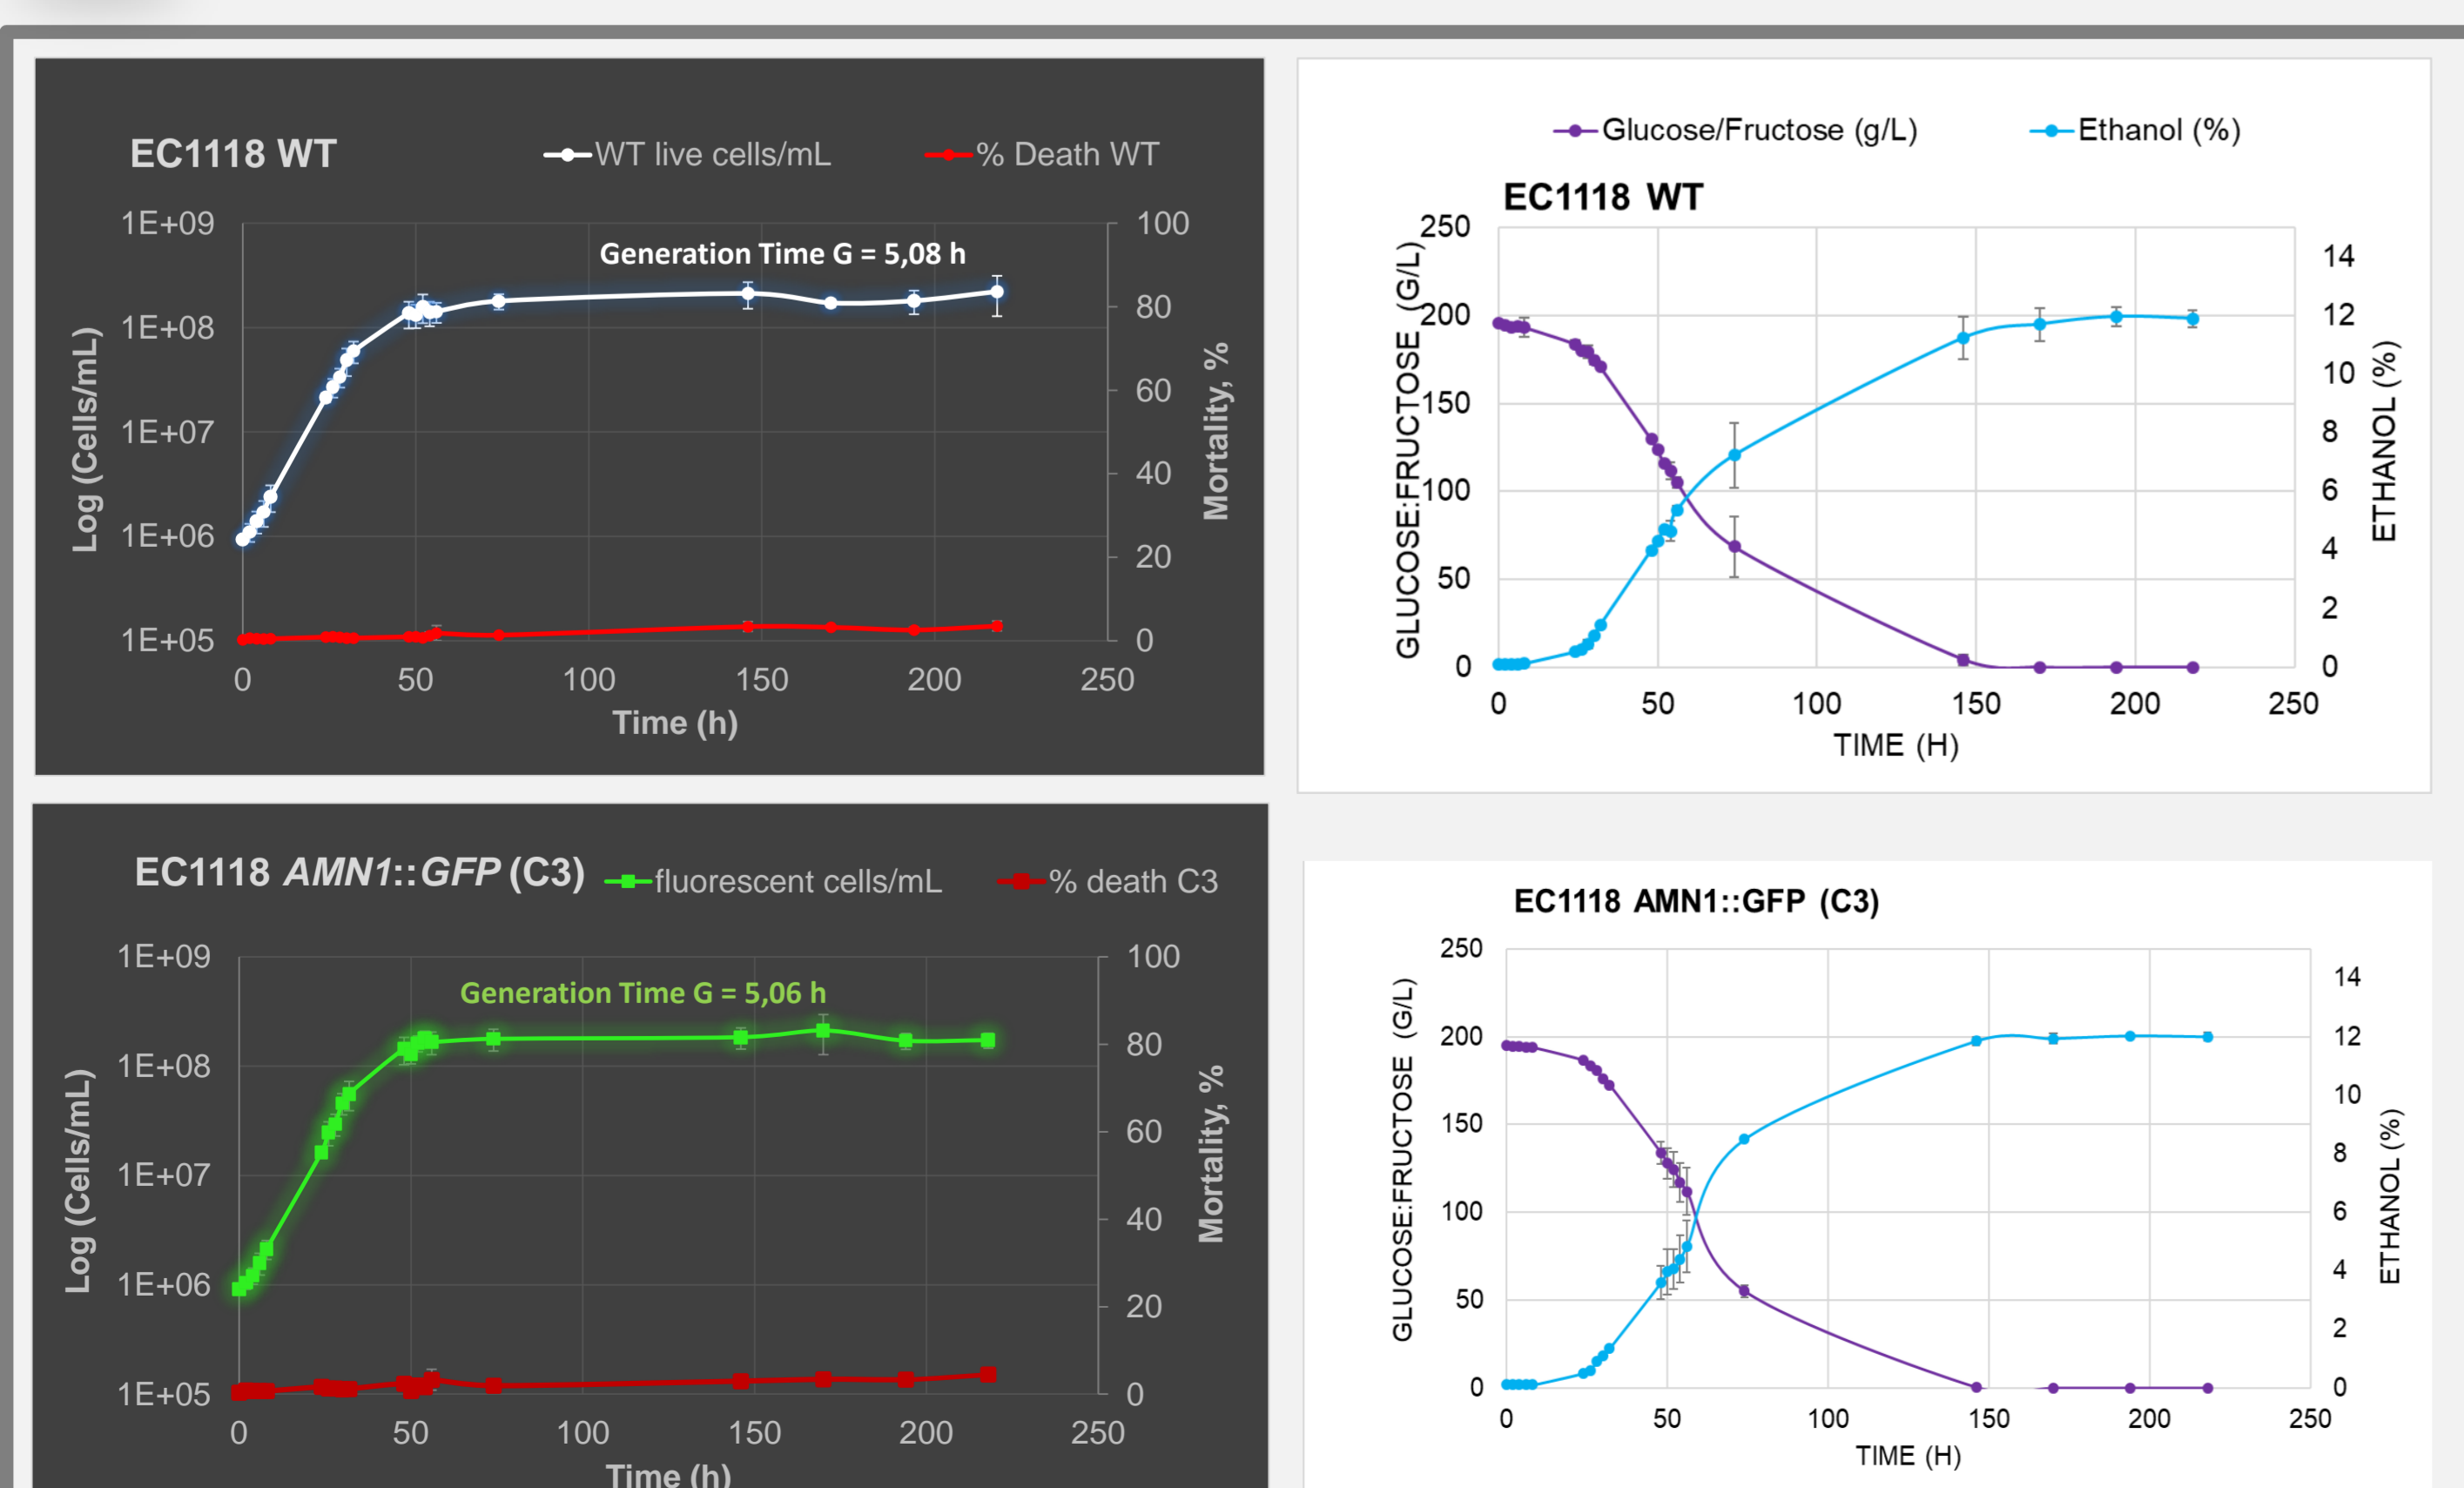 EC1118 WT
WT live cells/mL
% Death WT
Generation Time G = 5,08 h
1E+09
1E+08
1E+07
1E+06
1E+05
Log (Cells/mL)
100
80
60
40
20
0
Mortality, %
0 50 100 150 200 250
Time (h)
Glucose/Fructose (g/L)
Ethanol (%)
EC1118 WT
250
200
150
100
50
0
GLUCOSE:FRUCTOSE (G/L)
14
12
10
8
6
4
2
0
ETHANOL (%)
0 50 100 150 200 250
TIME (H)
EC1118 AMN1::GFP (C3)
fluorescent cells/mL
% death C3
Generation Time G = 5,06 h
1E+09
1E+08
1E+07
1E+06
1E+05
Log (Cells/mL)
100
80
60
40
20
0
Mortality, %
0 50 100 150 200 250
Time (h)
EC1118 AMN1::GFP (C3)
250
200
150
100
50
0
GLUCOSE:FRUCTOSE (G/L)
14
12
10
8
6
4
2
0
ETHANOL (%)
0 50 100 150 200 250
TIME (H)